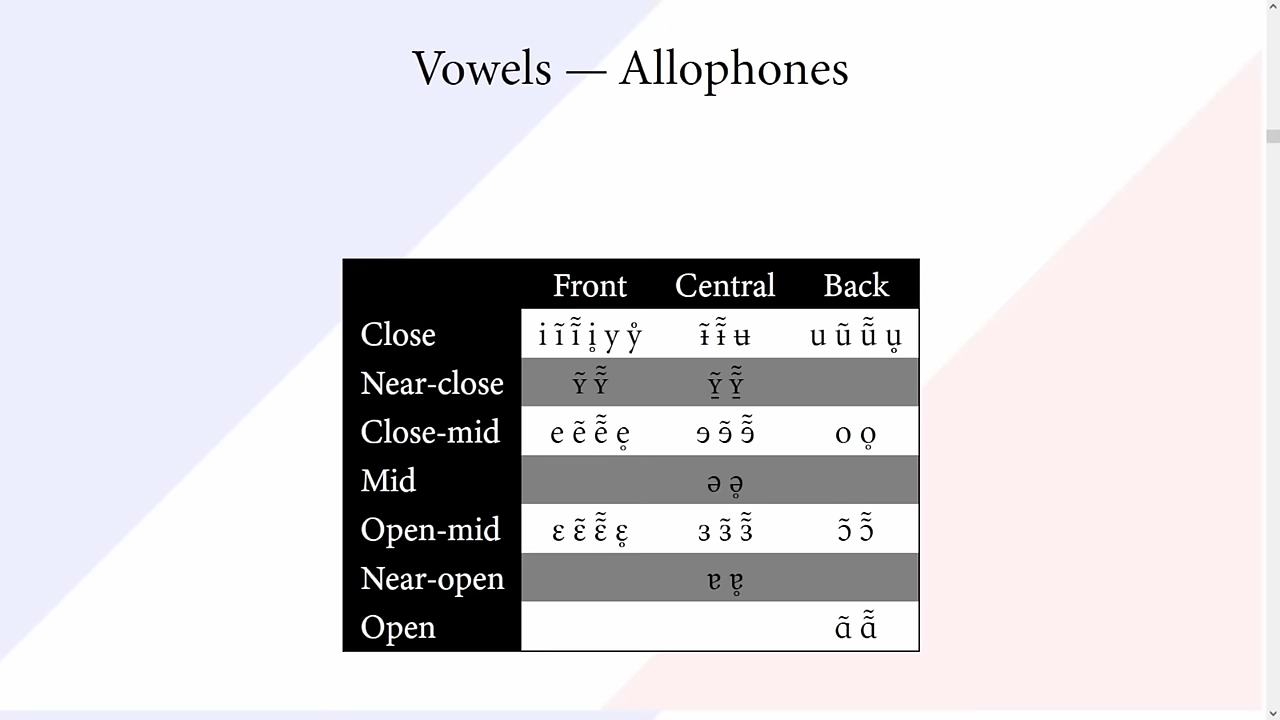 Vowels — Allophones
Front Central Back
Close i ĩ ĩ̃ i̥ y ẙ ɨ̃ ɨ̃̃ ʉ u ũ ũ̃ u̥
Near-close ʏ̃ ʏ̃̃ ʏ̠̃ ʏ̠̃̃
Close-mid e ẽ ẽ̃ e̥ ɘ ɘ̃ ɘ̃̃ o o̥
Mid ə ə̥
Open-mid ɛ ɛ̃ ɛ̃̃ ɛ̥ ɜ ɜ̃ ɜ̃̃ ɔ̃ ɔ̃̃
Near-open ɐ ɐ̥
Open ɑ̃ ɑ̃̃